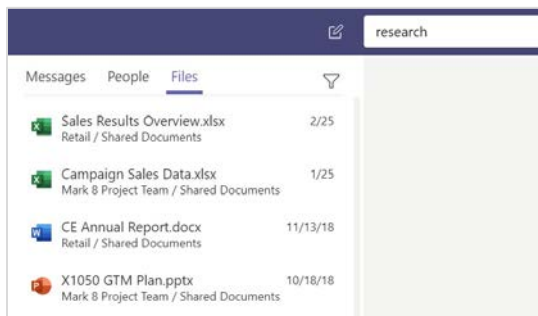 research
Messages People Files
Sales Results Overview.xlsx 2/25
Retail / Shared Documents
Campaign Sales Data.xlsx 1/25
Mark 8 Project Team / Shared Documents
CE Annual Report.docx 11/13/18
Retail / Shared Documents
X1050 GTM Plan.pptx 10/18/18
Mark 8 Project Team / Shared Documents